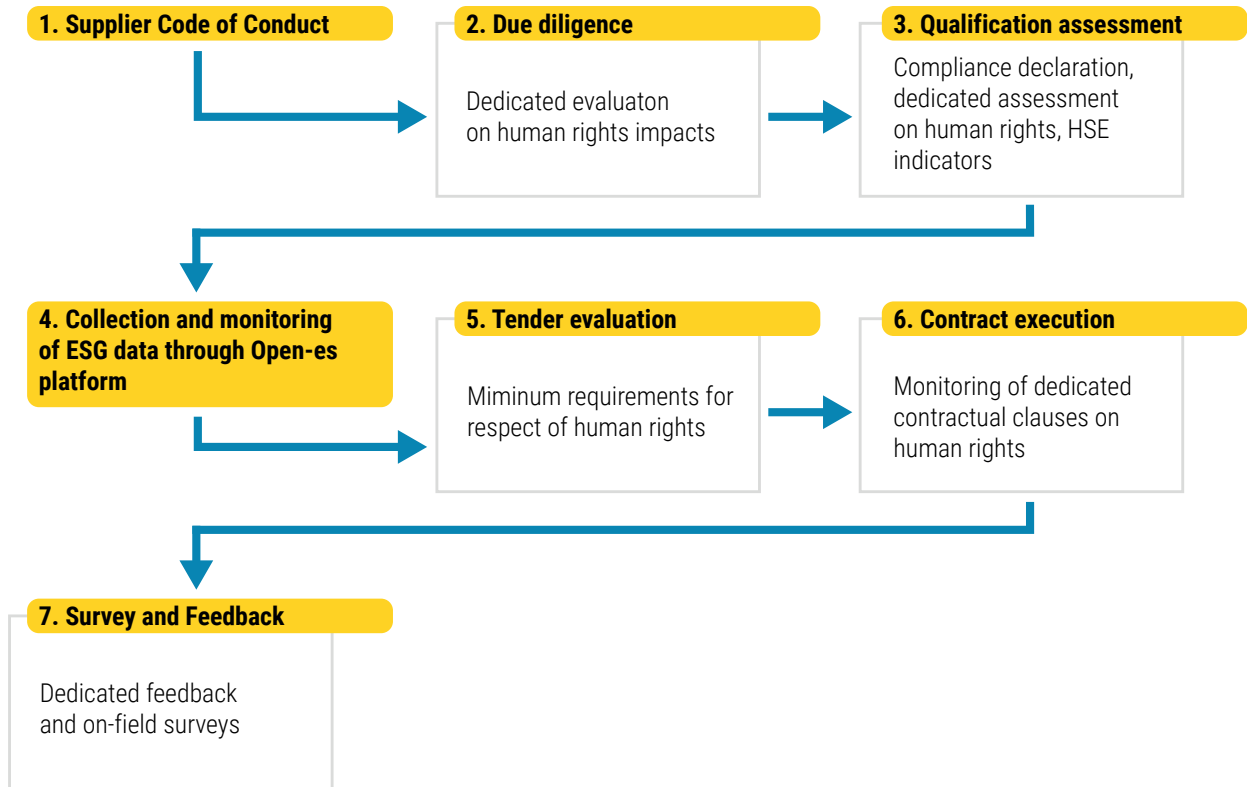 1. Supplier Code of Conduct
2. Due diligence
Dedicated evaluaton
on human rights impacts
3. Qualification assessment
Compliance declaration,
dedicated assessment
on human rights, HSE
indicators
4. Collection and monitoring
of ESG data through Open-es
platform
5. Tender evaluation
Miminum requirements for
respect of human rights
6. Contract execution
Monitoring of dedicated
contractual clauses on
human rights
7. Survey and Feedback
Dedicated feedback
and on-field surveys